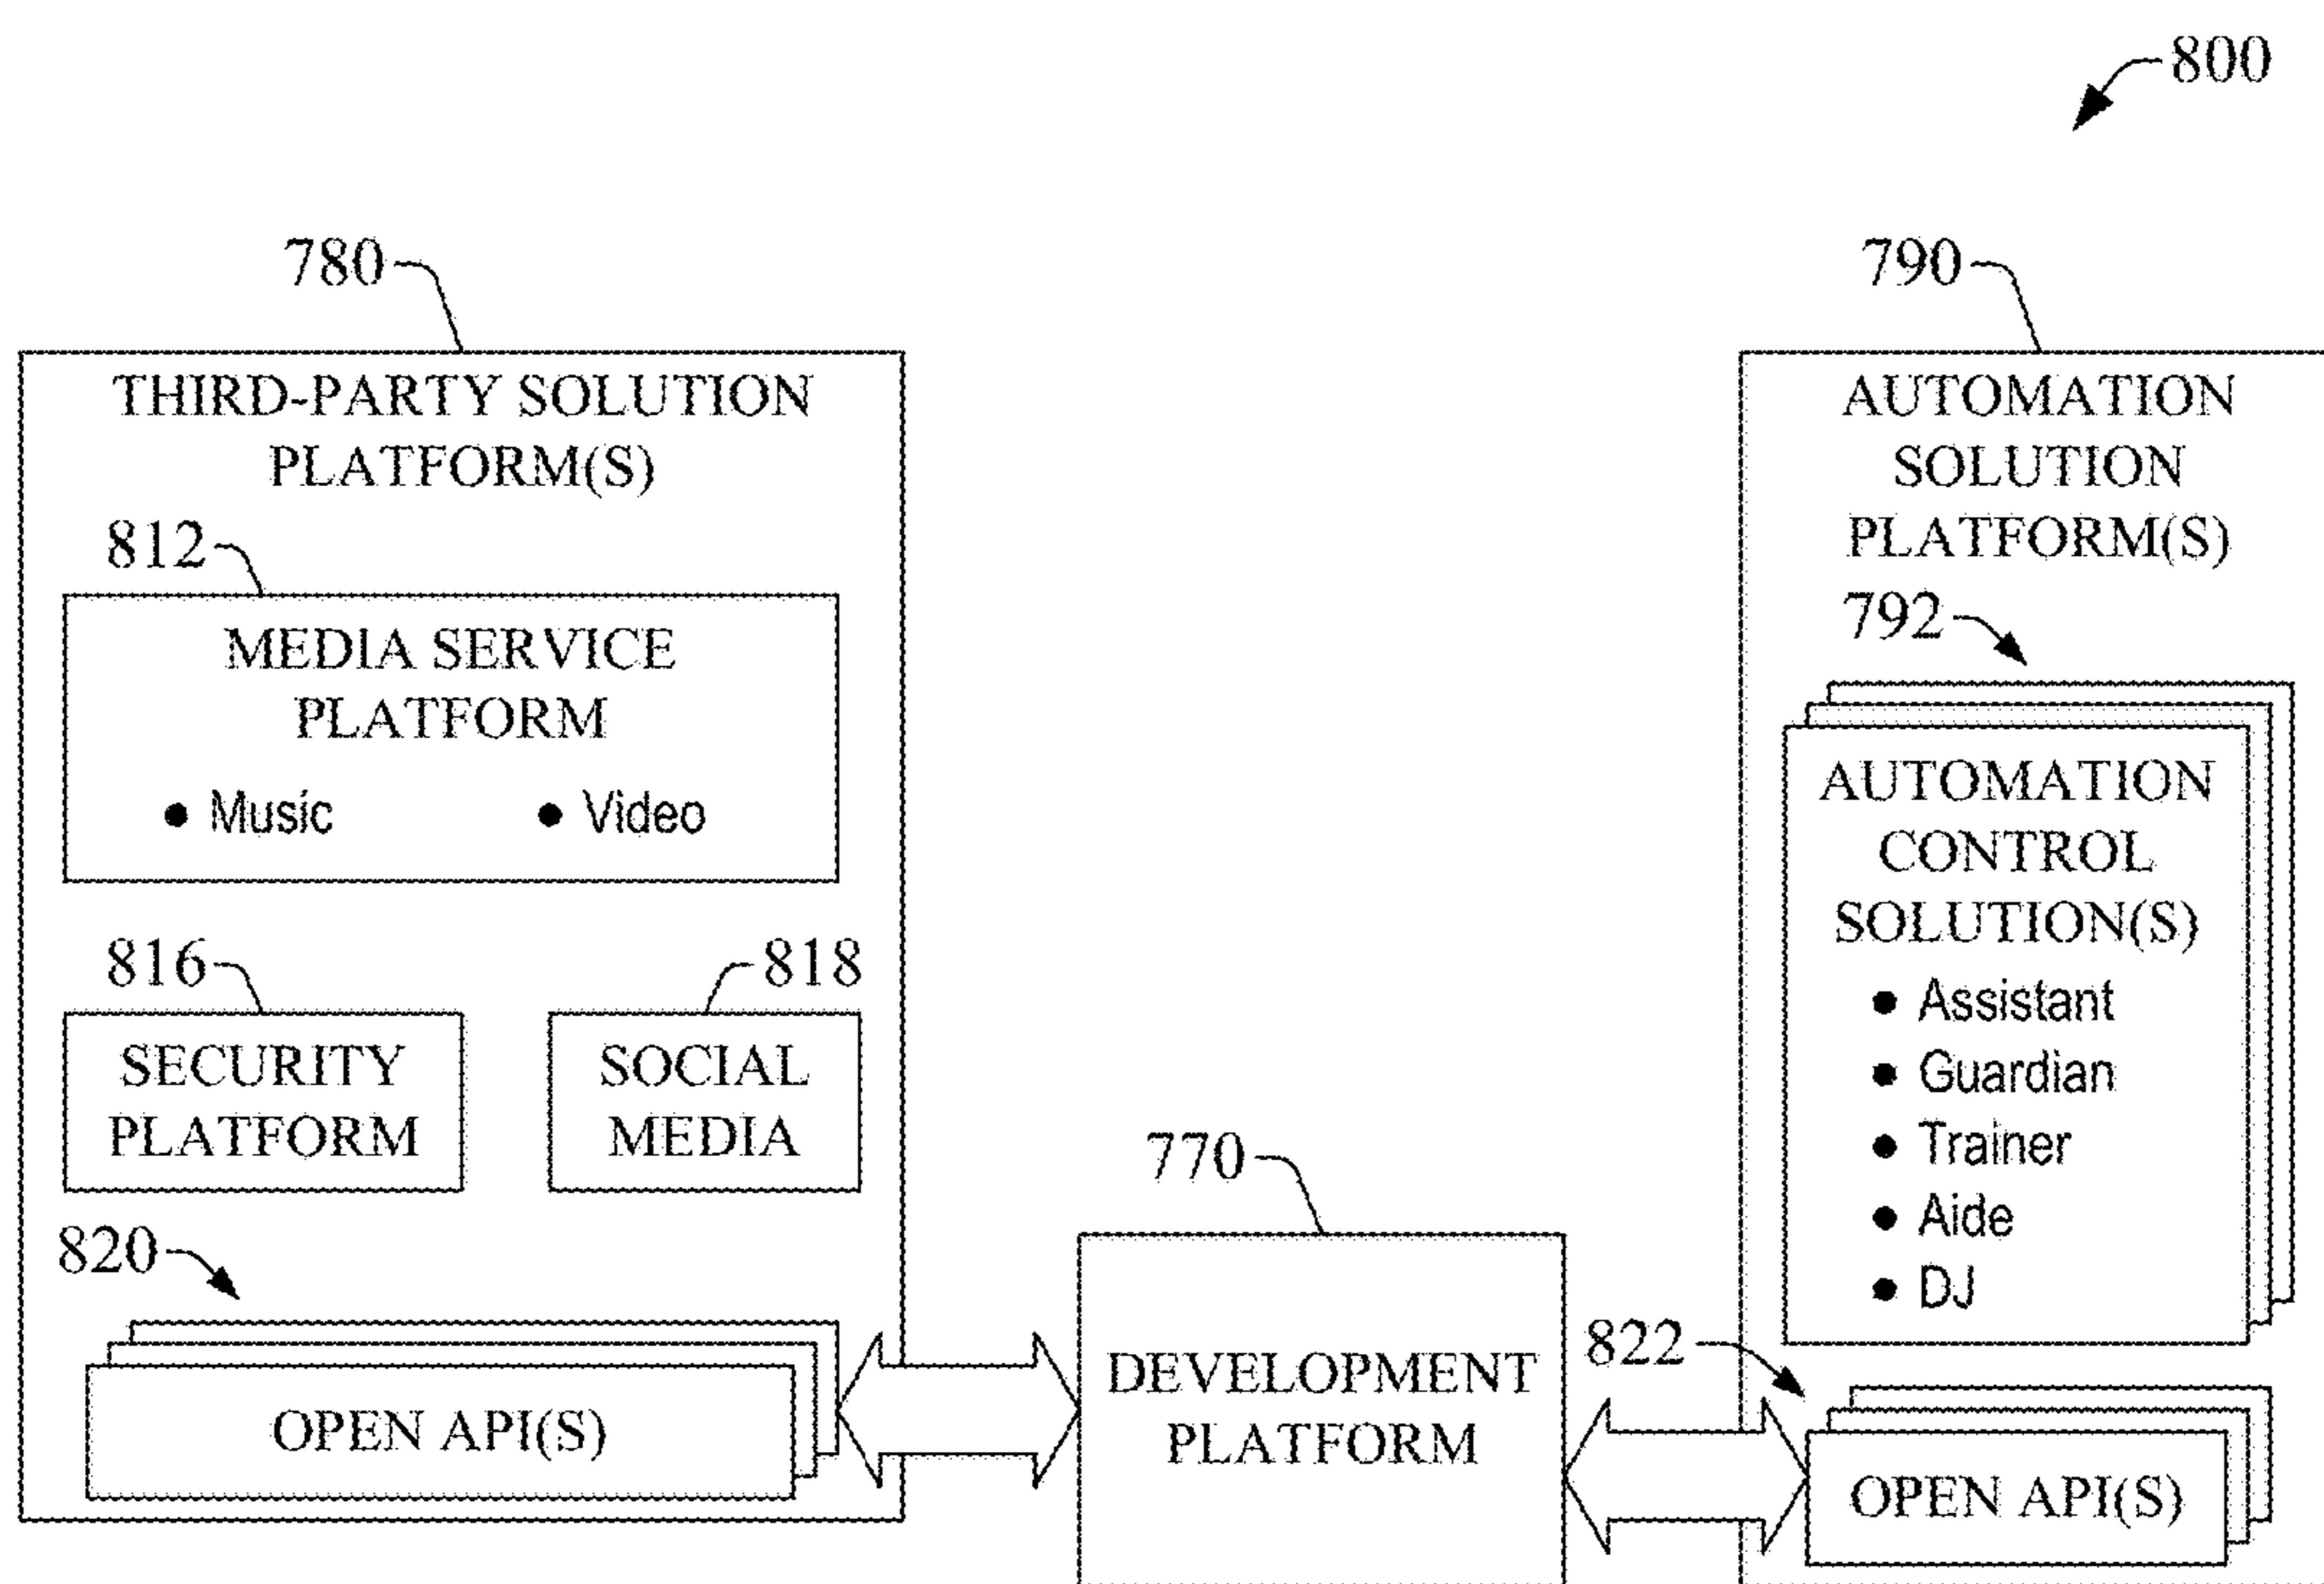 800
780
THIRD-PARTY SOLUTION
PLATFORM(S)
812
MEDIA SERVICE
PLATFORM
• Music • Video
816
SECURITY
PLATFORM
818
SOCIAL
MEDIA
820
OPEN API(S)
770
DEVELOPMENT
PLATFORM
790
AUTOMATION
SOLUTION
PLATFORM(S)
792
AUTOMATION
CONTROL
SOLUTION(S)
• Assistant
• Guardian
• Trainer
• Aide
• DJ
822
OPEN API(S)